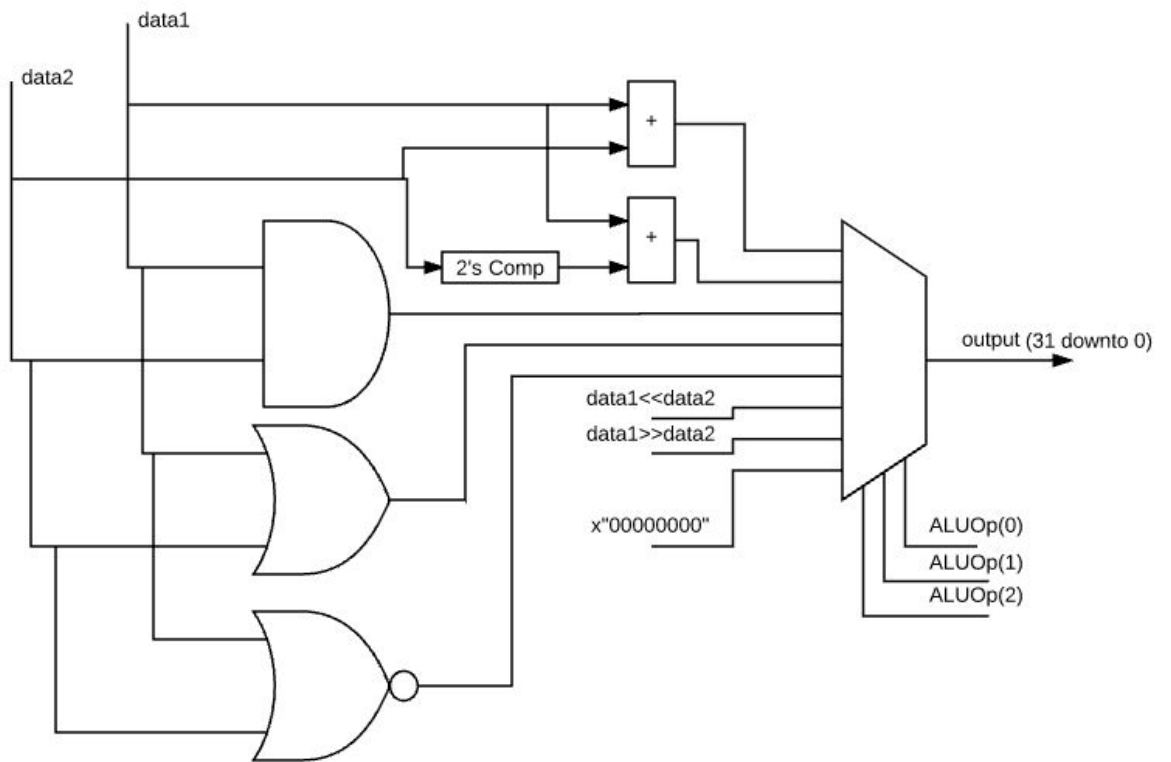 data1
data2
+
+
2's Comp
output (31 downto 0)
data1<<data2
data1>>data2
x"00000000"
ALUOp(0)
ALUOp(1)
ALUOp(2)